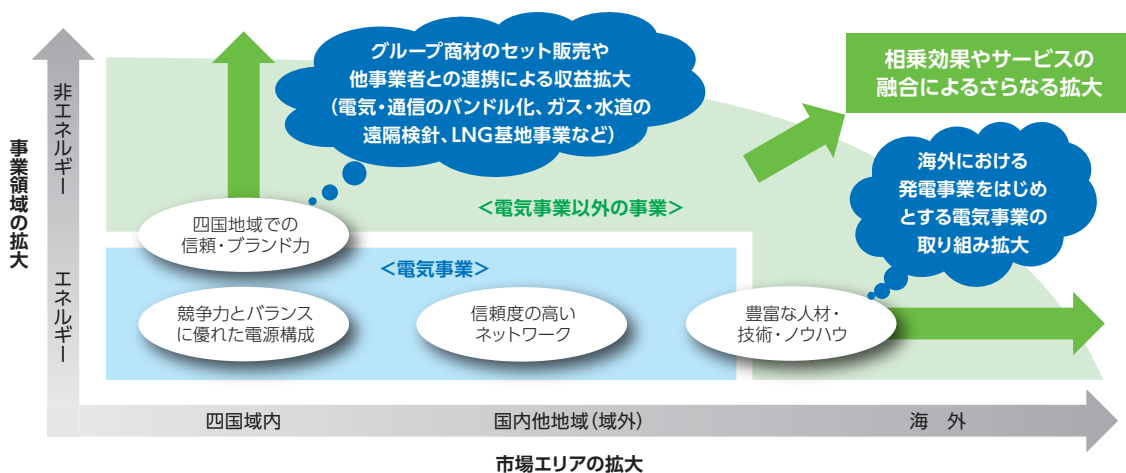 グループ商材のセット販売や
他事業者との連携による収益拡大
(電気・通信のバンドル化、ガス・水道の
遠隔検針、LNG基地事業など)
相乗効果やサービスの
融合によるさらなる拡大
海外における
発電事業をはじめ
とする電気事業の
取り組み拡大
事業領域の拡大
非エネルギー
エネルギー
<電気事業以外の事業>
四国地域での
信頼・ブランド力
<電気事業>
競争力とバランス
に優れた電源構成
信頼度の高い
ネットワーク
豊富な人材・
技術・ノウハウ
四国域内
国内他地域(域外)
海 外
市場エリアの拡大